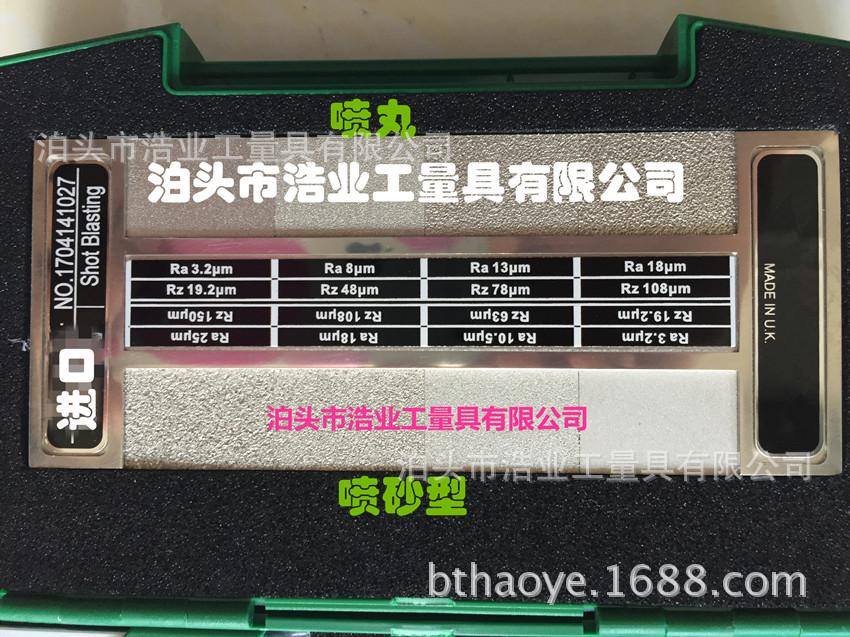 喷丸
泊头市浩业工量具有限公司
泊头市浩业工量具有限公司
NO.1704141027
Shot Blasting
进口
Ra 3.2μm Ra 8μm Ra 13μm Ra 18μm
Rz 19.2μm Rz 48μm Rz 78μm Rz 108μm
Rz 150μm Rz 108μm Rz 63μm Rz 19.2μm
Ra 25μm Ra 18μm Ra 10.5μm Ra 3.2μm
MADE IN U.K.
泊头市浩业工量具有限公司
泊头市浩业工量具有限公司
喷砂型
bthaoye.1688.com